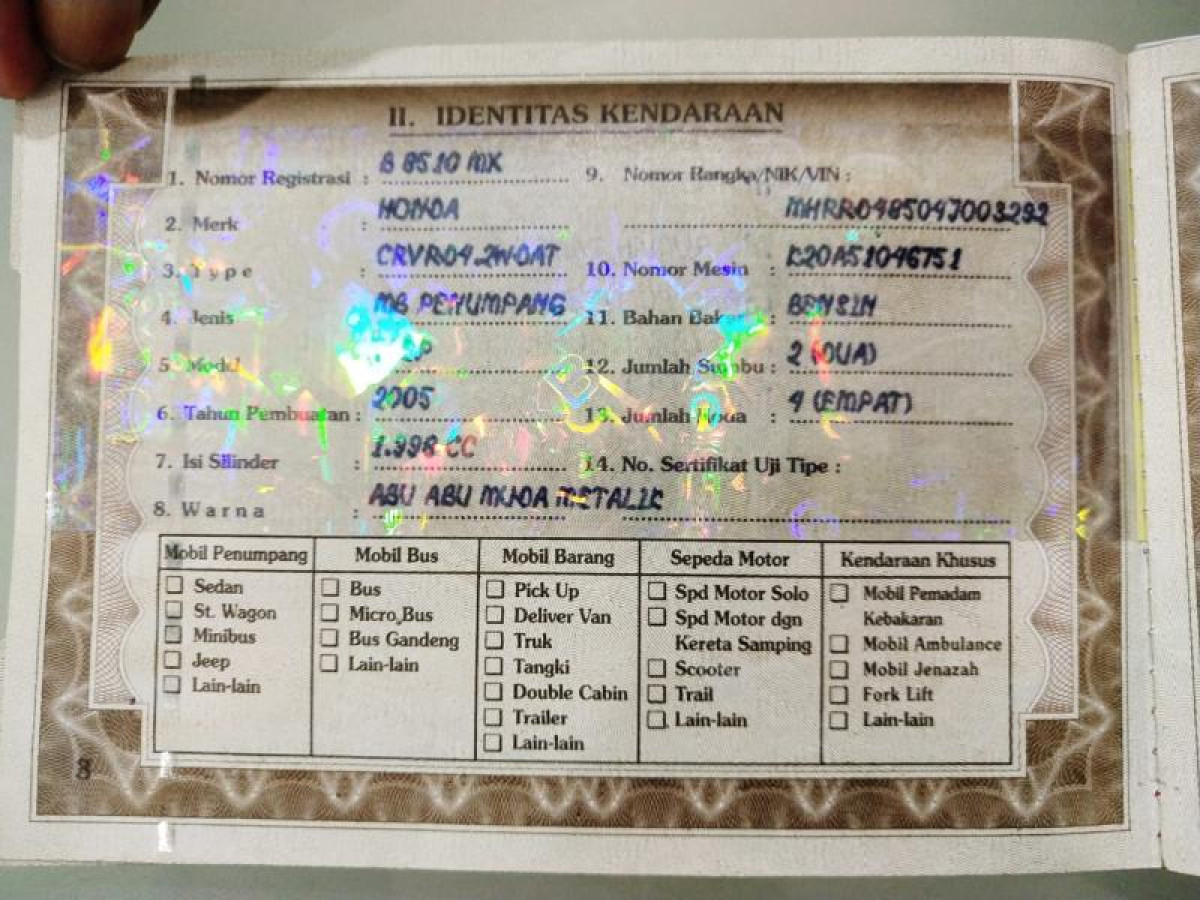 II. IDENTITAS KENDARAAN
1. Nomor Registrasi : B 8510 MX
2. Merk : HONDA
3. Type : CRVR04.2W0AT
4. Jenis : MB PENUMPANG
5. Model
6. Tahun Pembuatan : 2005
7. Isi Silinder : 1.998 CC
8. Warna : ABU ABU MUDA METALIK
9. Nomor Rangka/NIK/VIN :
MHRRD485047003292
10. Nomor Mesin : K20A51046751
11. Bahan Bakar : BENSIN
12. Jumlah Sumbu : 2 (DUA)
13. Jumlah Roda : 4 (EMPAT)
14. No. Sertifikat Uji Tipe :
Mobil Penumpang
Sedan
St. Wagon
Minibus
Jeep
Lain-lain
Mobil Bus
Bus
Micro Bus
Bus Gandeng
Lain-lain
Mobil Barang
Pick Up
Deliver Van
Truk
Tangki
Double Cabin
Trailer
Lain-lain
Sepeda Motor
Spd Motor Solo
Spd Motor dgn
Kereta Samping
Scooter
Trail
Lain-lain
Kendaraan Khusus
Mobil Pemadam
Kebakaran
Mobil Ambulance
Mobil Jenazah
Fork Lift
Lain-lain
8